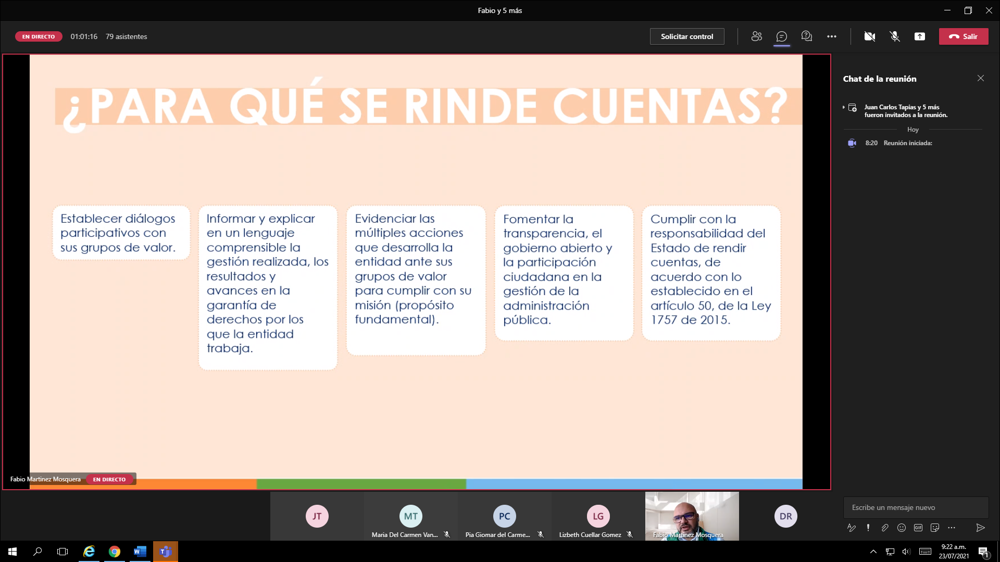 Fabio y 5 más
EN DIRECTO
01:01:16
79 asistentes
Solicitar control
Salir
¿PARA QUÉ SE RINDE CUENTAS?
Establecer diálogos
participativos con
sus grupos de valor.
Informar y explicar
en un lenguaje
comprensible la
gestión realizada, los
resultados y
avances en la
garantía de
derechos por los
que la entidad
trabaja.
Evidenciar las
múltiples acciones
que desarrolla la
entidad ante sus
grupos de valor
para cumplir con su
misión (propósito
fundamental).
Fomentar la
transparencia, el
gobierno abierto y
la participación
ciudadana en la
gestión de la
administración
pública.
Cumplir con la
responsabilidad del
Estado de rendir
cuentas, de
acuerdo con lo
establecido en el
artículo 50, de la Ley
1757 de 2015.
Fabio Martinez Mosquera
EN DIRECTO
Chat de la reunión
Juan Carlos Tapias y 5 más
fueron invitados a la reunión.
Hoy
8:20 Reunión iniciada:
Escribe un mensaje nuevo
GIF
JT
MT
Maria Del Carmen Van...
PC
Pia Giomar del Carme...
LG
Lizbeth Cuellar Gomez
Fabio Martinez Mosquera
DR
9:22 a.m.
23/07/2021
1